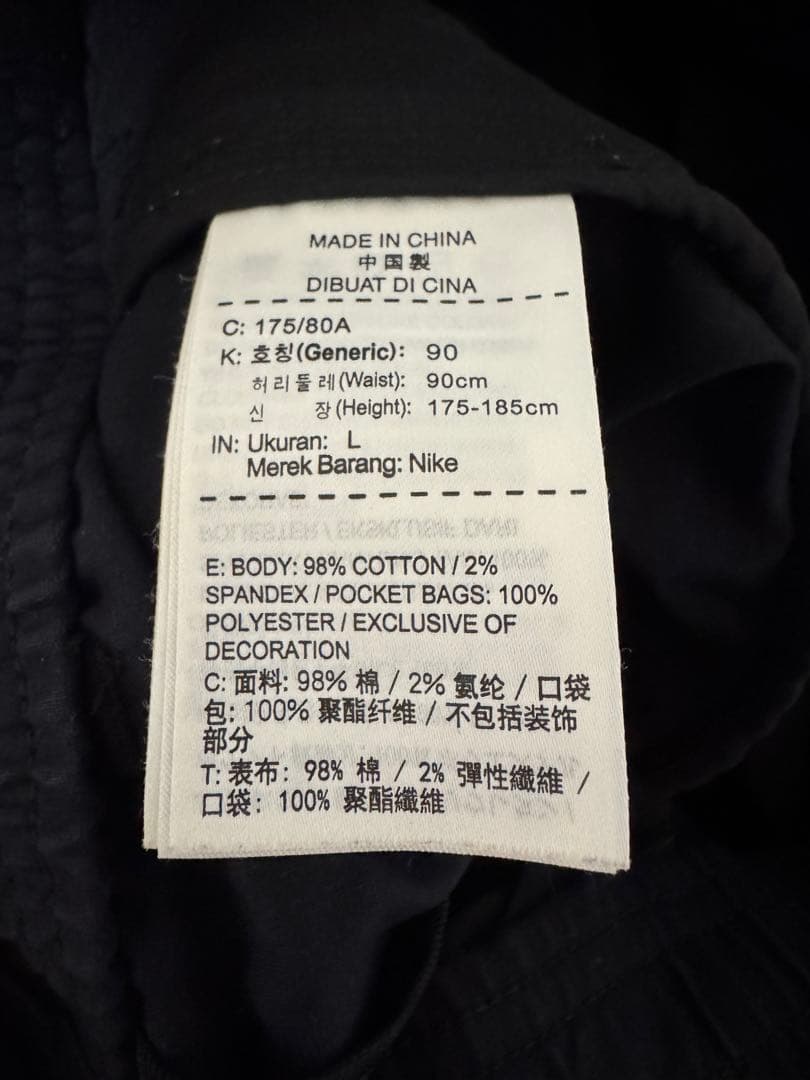 MADE IN CHINA
中国製
DIBUAT DI CINA
C: 175/80A
K: 호칭(Generic): 90
허리둘레(Waist): 90cm
신 장(Height): 175-185cm
IN: Ukuran: L
Merek Barang: Nike
E: BODY: 98% COTTON / 2%
SPANDEX / POCKET BAGS: 100%
POLYESTER / EXCLUSIVE OF
DECORATION
C: 面料: 98% 棉 / 2% 氨纶 / 口袋
包: 100% 聚酯纤维 / 不包括装饰
部分
T: 表布: 98% 棉 / 2% 彈性纖維 /
口袋: 100% 聚酯纖維